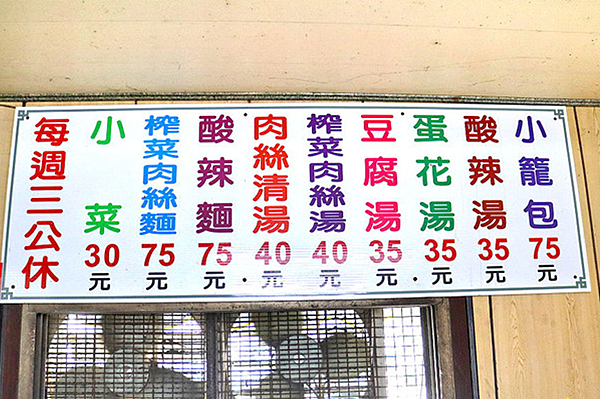 小籠包 75元
酸辣湯 35元
蛋花湯 35元
豆腐湯 35元
榨菜肉絲湯 40元
肉絲清湯 40元
酸辣麵 75元
榨菜肉絲麵 75元
小菜 30元
每週三公休